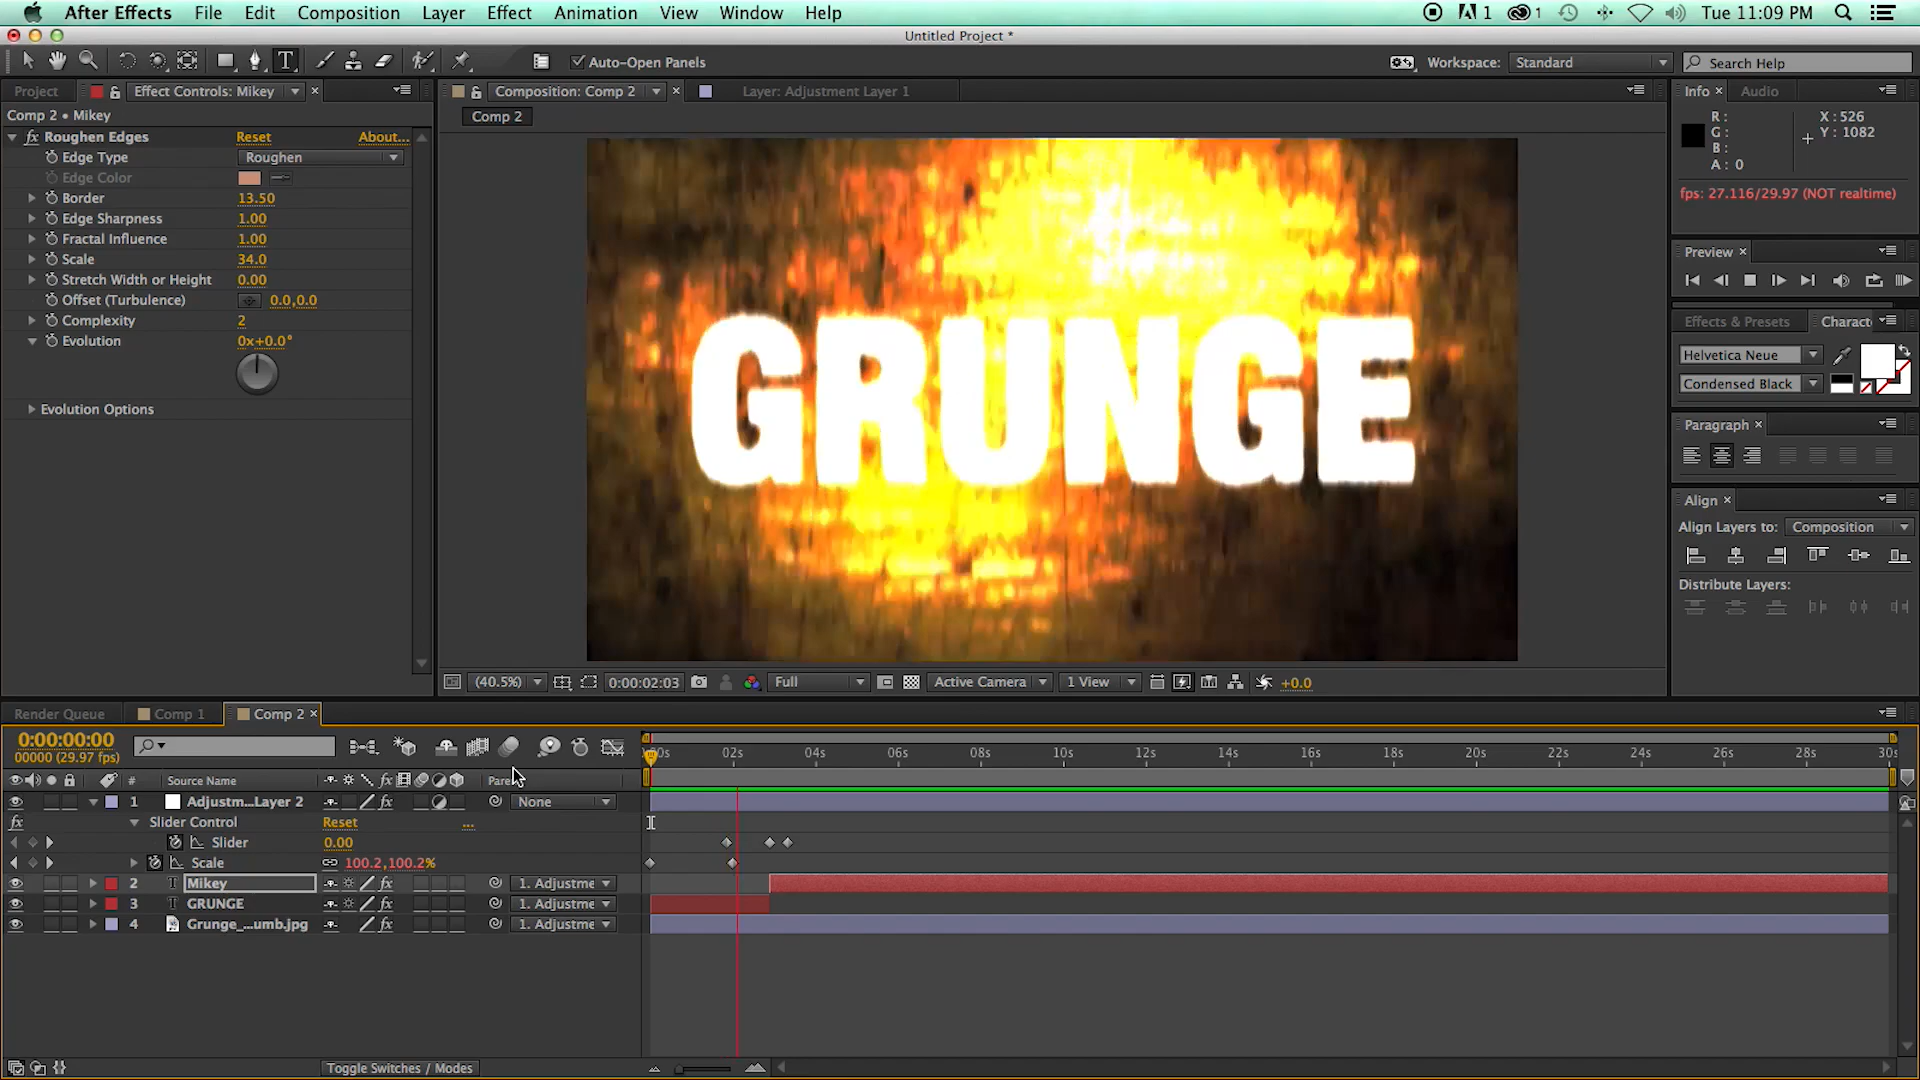 After Effects File Edit Composition Layer Effect Animation View Window Help 1 1 Tue 11:09 PM
Untitled Project *
Auto-Open Panels Workspace: Standard Search Help
Project Effect Controls: Mikey Composition: Comp 2 Layer: Adjustment Layer 1 Info Audio
Comp 2 • Mikey
Comp 2
Roughen Edges Reset About...
Edge Type Roughen
Edge Color
Border 13.50
Edge Sharpness 1.00
Fractal Influence 1.00
Scale 34.0
Stretch Width or Height 0.00
Offset (Turbulence) 0.0,0.0
Complexity 2
Evolution 0x+0.0°
Evolution Options
GRUNGE
R: X: 526
G: Y: 1082
B:
A: 0
fps: 27.116/29.97 (NOT realtime)
Preview
Effects & Presets Charact
Helvetica Neue
Condensed Black
Paragraph
Align
Align Layers to: Composition
Distribute Layers:
(40.5%) 0:00:02:03 Full Active Camera 1 View +0.0
Render Queue Comp 1 Comp 2
0:00:00:00
00000 (29.97 fps)
02s 04s 06s 08s 10s 12s 14s 16s 18s 20s 22s 24s 26s 28s 30s
# Source Name fx Pare
1 Adjustm...Layer 2 fx None
fx Slider Control Reset ...
Slider 0.00
Scale 100.2,100.2%
2 T Mikey fx 1. Adjustme
3 T GRUNGE fx 1. Adjustme
4 Grunge_...umb.jpg fx 1. Adjustme
Toggle Switches / Modes